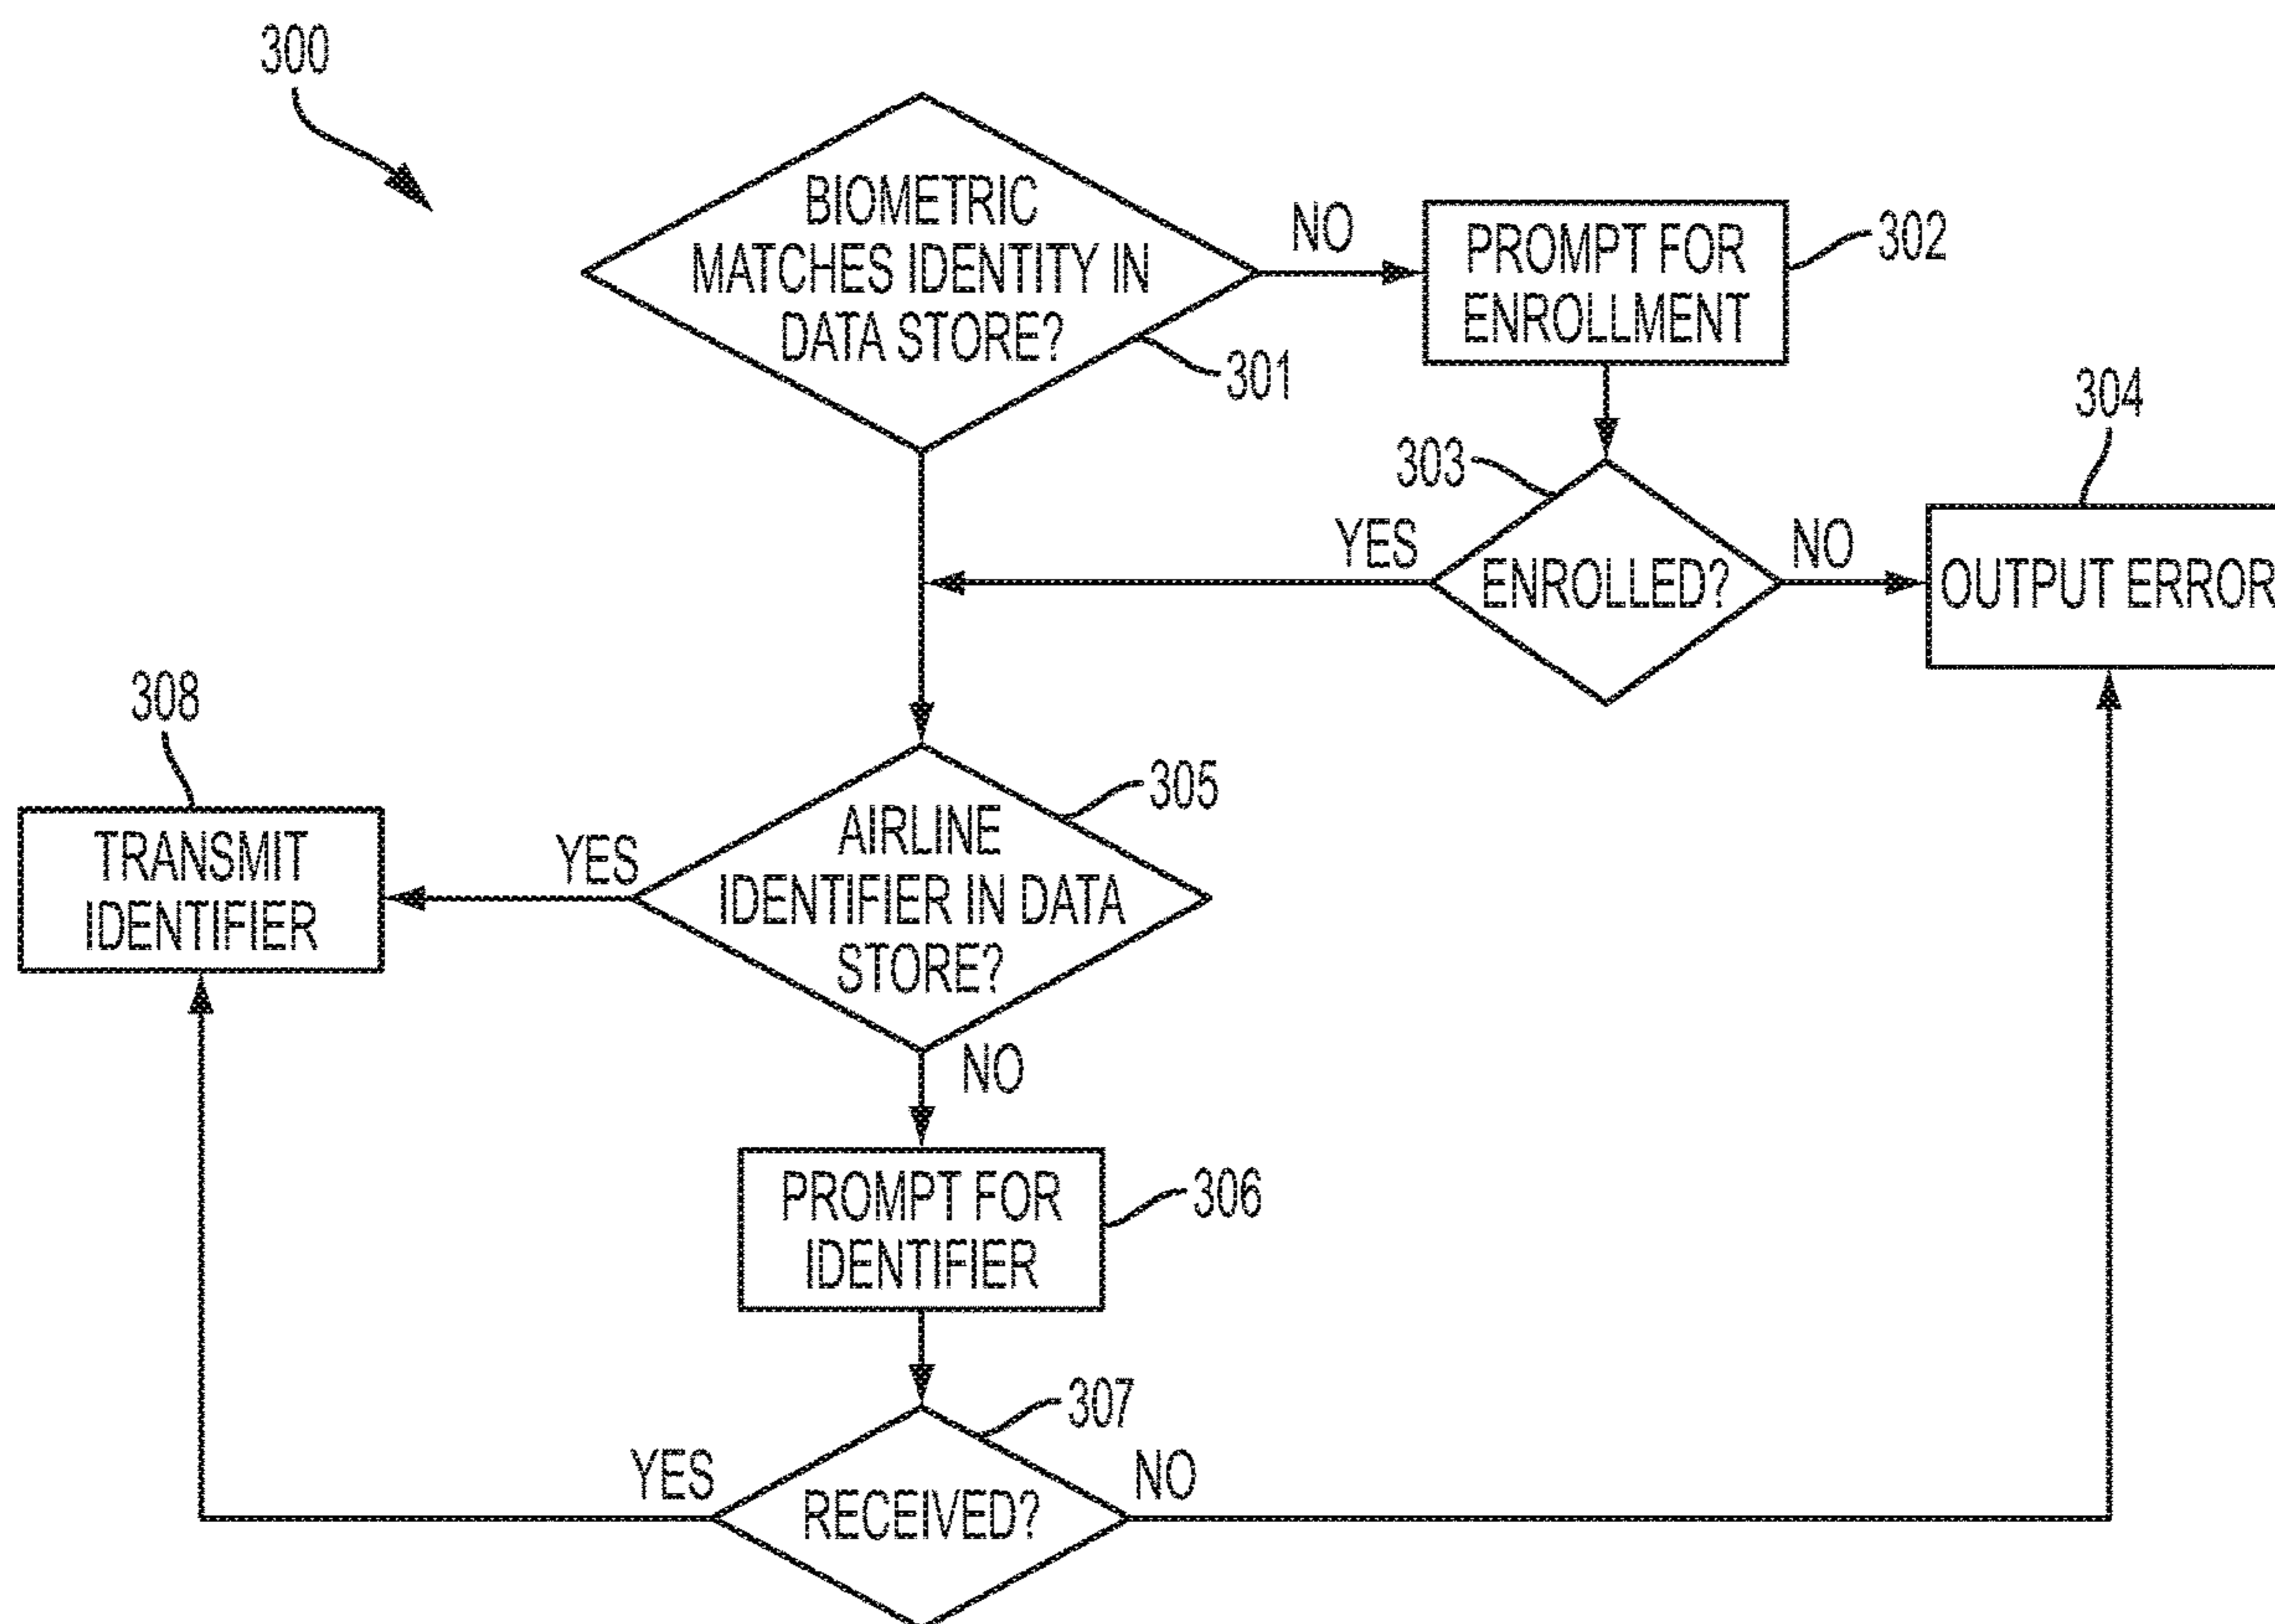 300
BIOMETRIC
MATCHES IDENTITY IN
DATA STORE?
301
NO
PROMPT FOR
ENROLLMENT
302
303
ENROLLED?
YES
NO
304
OUTPUT ERROR
305
AIRLINE
IDENTIFIER IN DATA
STORE?
YES
308
TRANSMIT
IDENTIFIER
NO
PROMPT FOR
IDENTIFIER
306
307
RECEIVED?
YES
NO